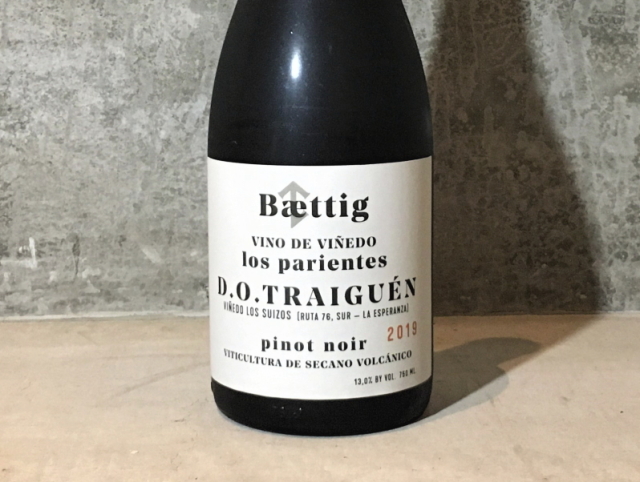 Bættig
VINO DE VIÑEDO
los parientes
D.O.TRAIGUÉN
VIÑEDO LOS SUIZOS [RUTA 76, SUR – LA ESPERANZA]
2019
pinot noir
VITICULTURA DE SECANO VOLCÁNICO
13,0% BY VOL. 750 ML.